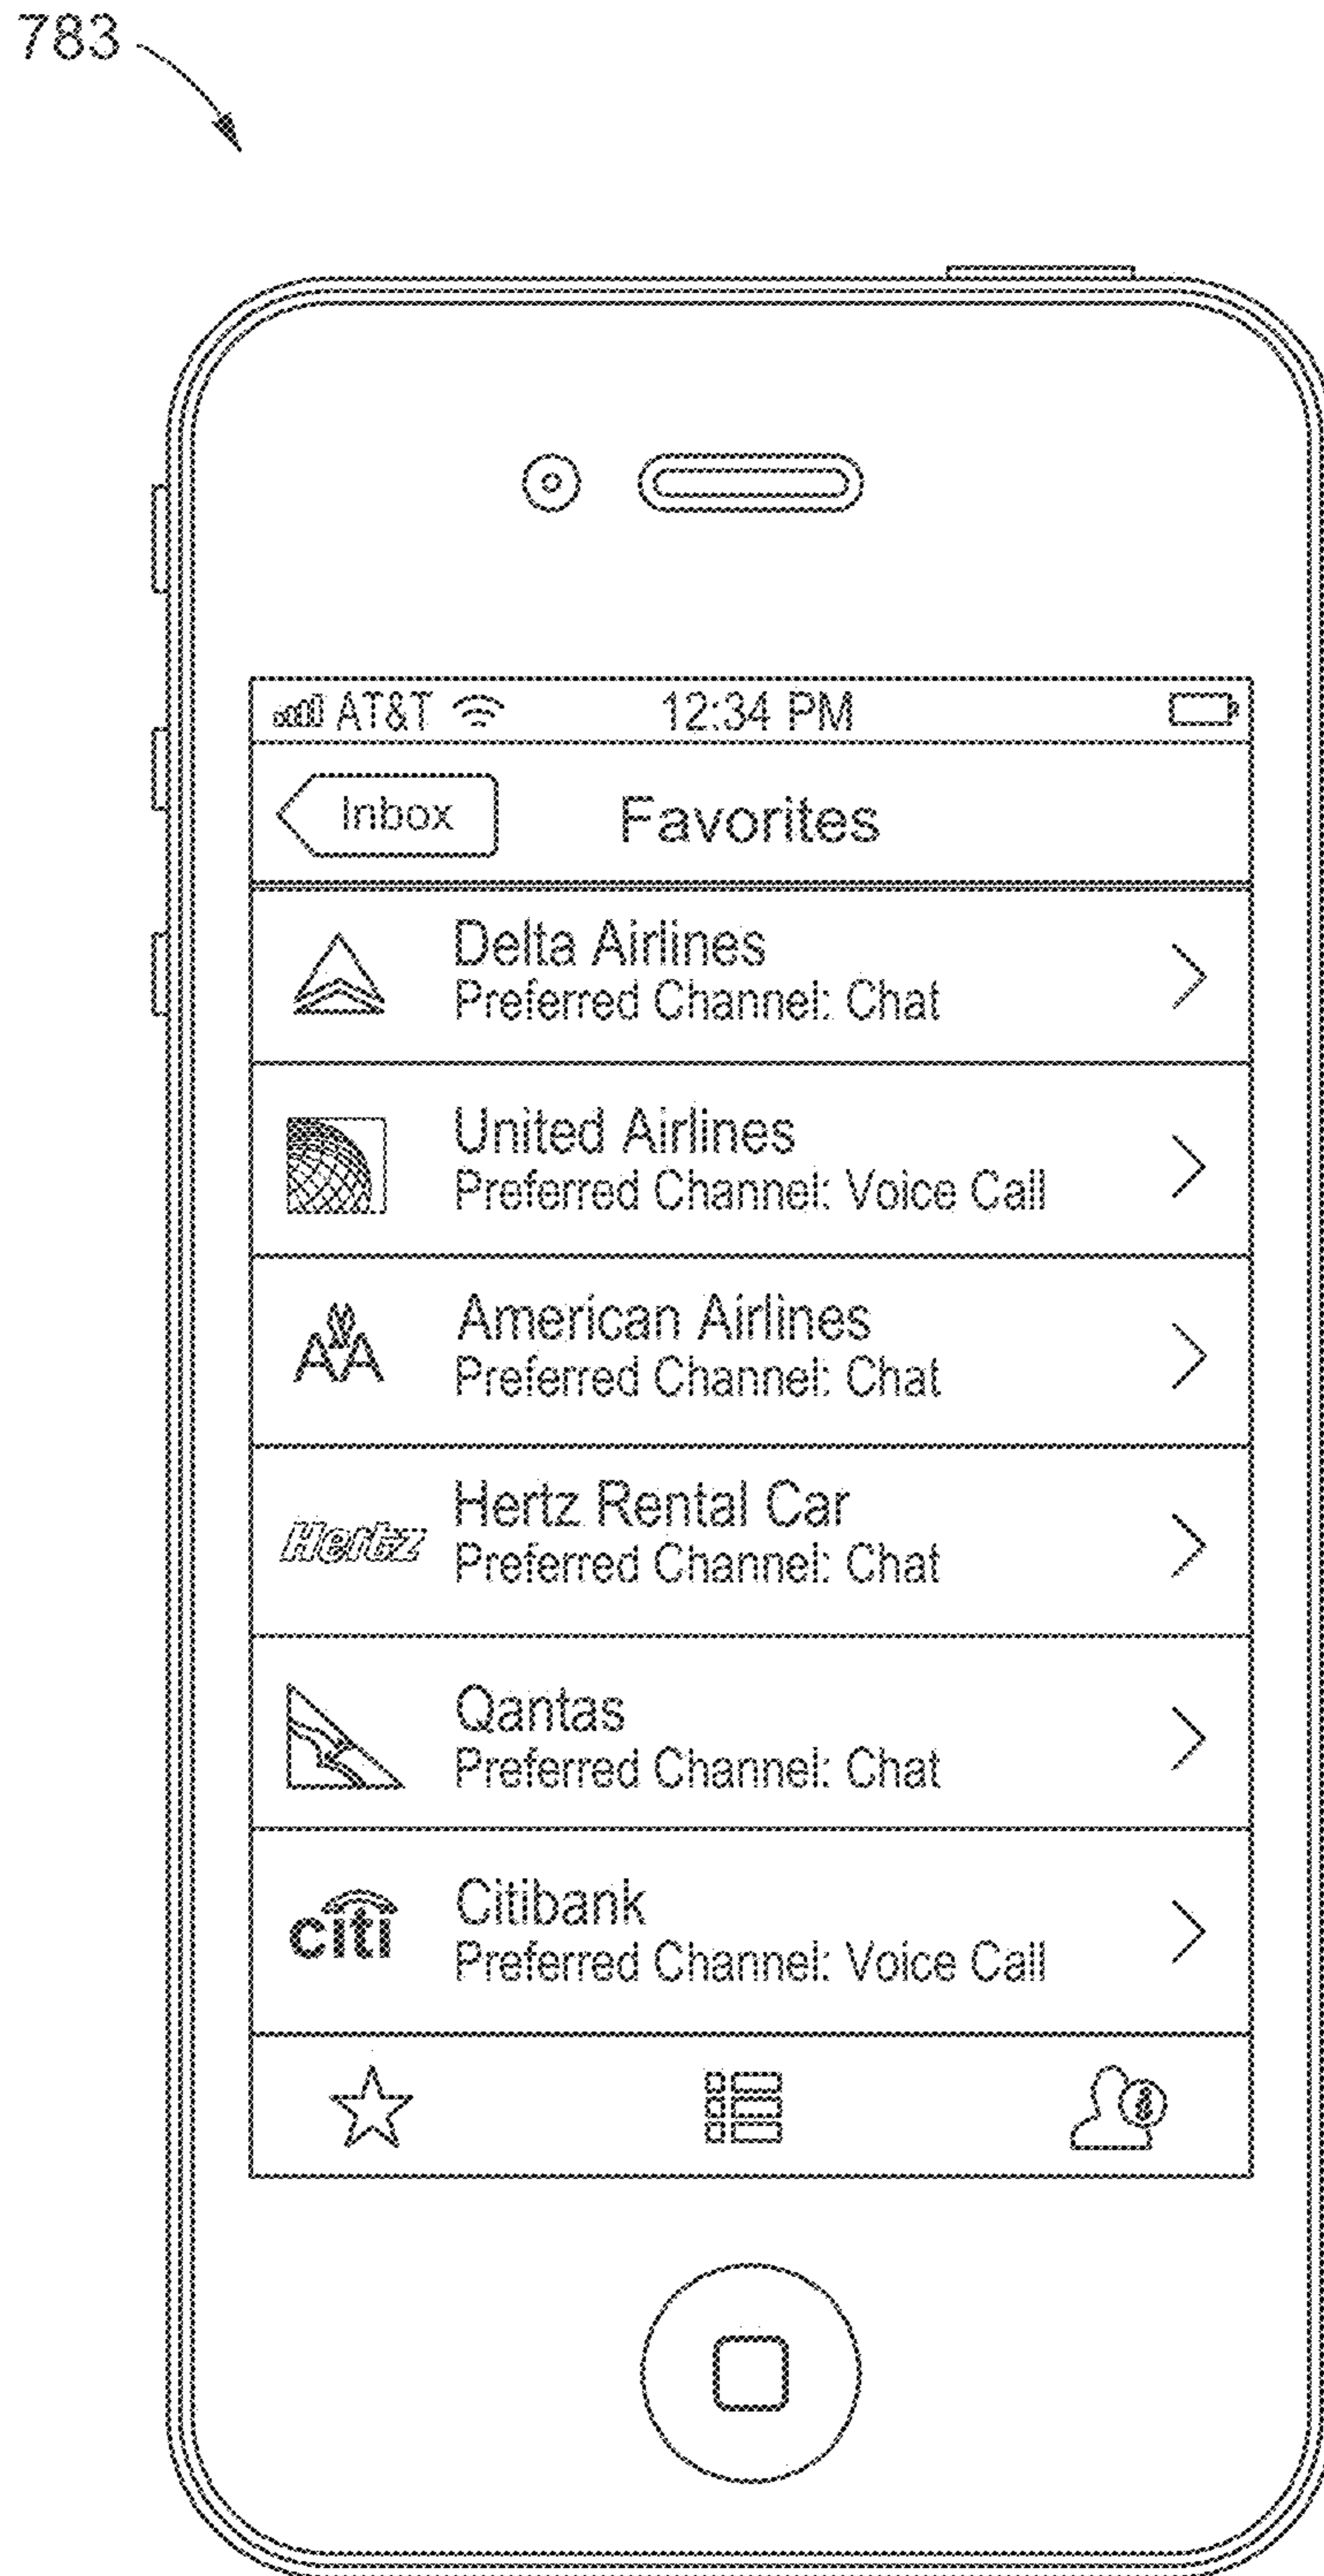 783
AT&T 12:34 PM
Inbox Favorites
Delta Airlines
Preferred Channel: Chat
United Airlines
Preferred Channel: Voice Call
AA American Airlines
Preferred Channel: Chat
Hertz Hertz Rental Car
Preferred Channel: Chat
Qantas
Preferred Channel: Chat
citi Citibank
Preferred Channel: Voice Call